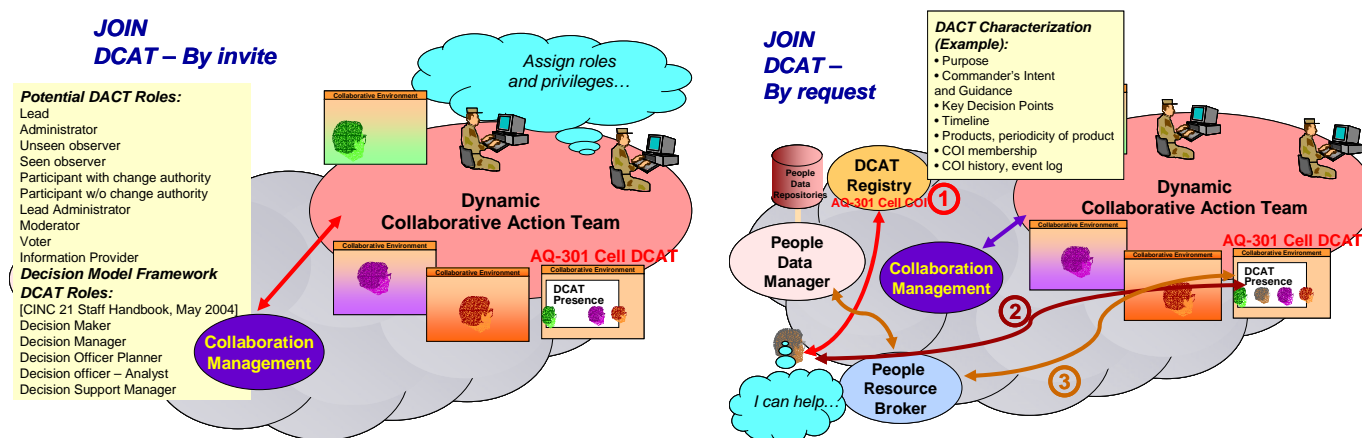 JOIN
DCAT – By invite
Assign roles
and privileges…
Potential DACT Roles:
Lead
Administrator
Unseen observer
Seen observer
Participant with change authority
Participant w/o change authority
Lead Administrator
Moderator
Voter
Information Provider
Decision Model Framework
DCAT Roles:
[CINC 21 Staff Handbook, May 2004]
Decision Maker
Decision Manager
Decision Officer Planner
Decision officer – Analyst
Decision Support Manager
Collaborative Environment
Dynamic
Collaborative Action Team
AQ-301 Cell DCAT
Collaborative Environment
Collaborative Environment
Collaborative Environment
DCAT
Presence
Collaboration
Management
JOIN
DCAT –
By request
DACT Characterization
(Example):
• Purpose
• Commander's Intent
and Guidance
• Key Decision Points
• Timeline
• Products, periodicity of product
• COI membership
• COI history, event log
People
Data
Repositories
DCAT
Registry
AQ-301 Cell COI
1
Dynamic
Collaborative Action Team
People
Data
Manager
Collaboration
Management
Collaborative Environment
Collaborative Environment
AQ-301 Cell DCAT
Collaborative Environment
DCAT
Presence
2
3
I can help…
People
Resource
Broker